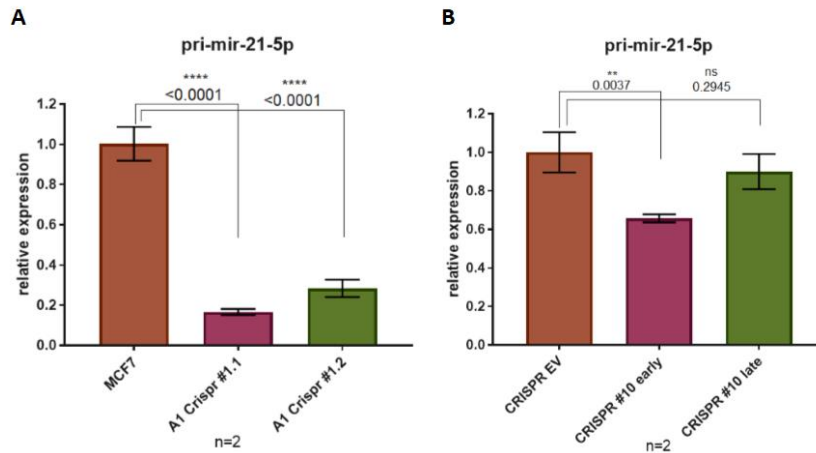 A
pri-mir-21-5p
****
<0.0001
****
<0.0001
relative expression
1.2
1.0
0.8
0.6
0.4
0.2
0.0
MCF7
A1 Crispr #1.1
A1 Crispr #1.2
n=2
B
pri-mir-21-5p
**
0.0037
ns
0.2945
relative expression
1.2
1.0
0.8
0.6
0.4
0.2
0.0
CRISPR EV
CRISPR #10 early
CRISPR #10 late
n=2